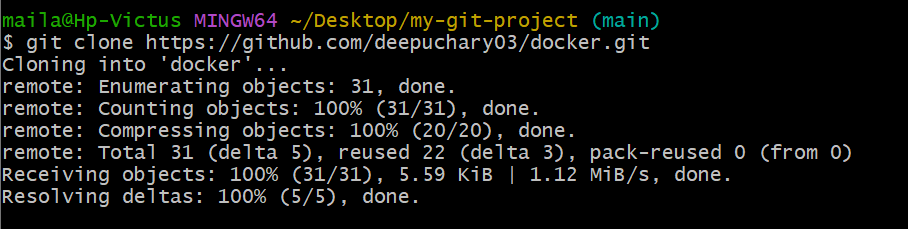 maila@Hp-Victus MINGW64 ~/Desktop/my-git-project (main)
$ git clone https://github.com/deepuchary03/docker.git
Cloning into 'docker'...
remote: Enumerating objects: 31, done.
remote: Counting objects: 100% (31/31), done.
remote: Compressing objects: 100% (20/20), done.
remote: Total 31 (delta 5), reused 22 (delta 3), pack-reused 0 (from 0)
Receiving objects: 100% (31/31), 5.59 KiB | 1.12 MiB/s, done.
Resolving deltas: 100% (5/5), done.